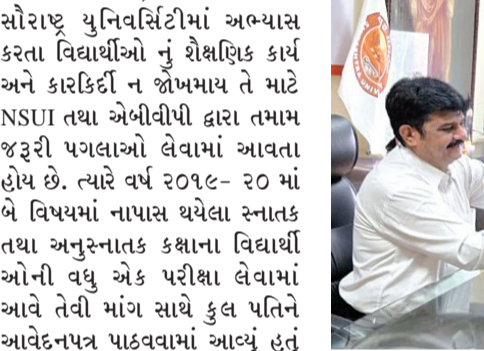 સૌરાષ્ટ્ર યુનિવર્સિટીમાં અભ્યાસ
કરતા વિદ્યાર્થીઓ નું શૈક્ષણિક કાર્ય
અને કારકિર્દી ન જોખમાય તે માટે
NSUI તથા એબીવીપી દ્વારા તમામ
જરૂરી પગલાઓ લેવામાં આવતા
હોય છે. ત્યારે વર્ષ ૨૦૧૯- ૨૦ માં
બે વિષયમાં નાપાસ થયેલા સ્નાતક
તથા અનુસ્નાતક કક્ષાના વિદ્યાર્થી
ઓની વધુ એક પરીક્ષા લેવામાં
આવે તેવી માંગ સાથે કુલ પતિને
આવેદનપત્ર પાઠવવામાં આવ્યું હતું